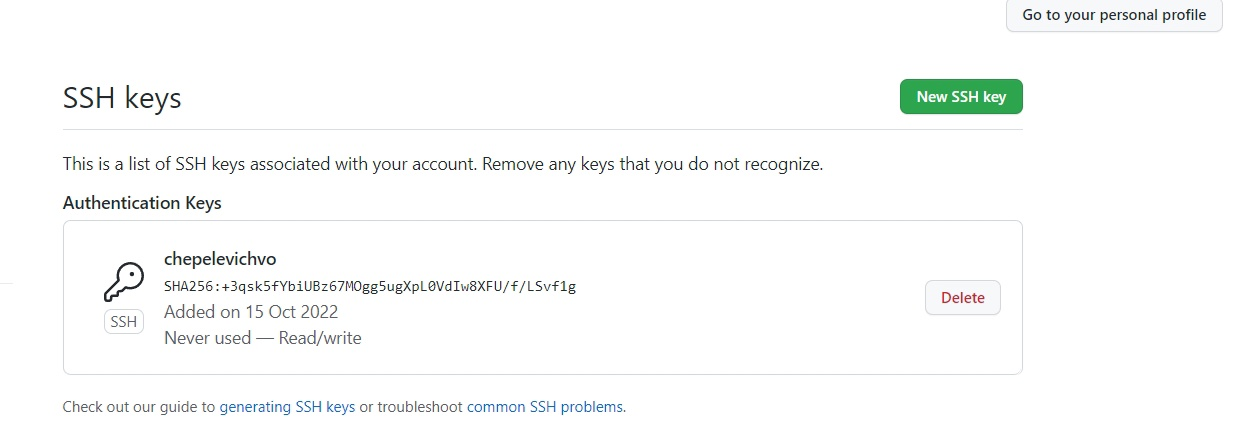 Go to your personal profile
SSH keys
New SSH key
This is a list of SSH keys associated with your account. Remove any keys that you do not recognize.
Authentication Keys
chepelevichvo
SHA256:+3qsk5fYbiUBz67MOgg5ugXpL0VdIw8XFU/f/LSvf1g
Added on 15 Oct 2022
Never used — Read/write
SSH
Delete
Check out our guide to generating SSH keys or troubleshoot common SSH problems.